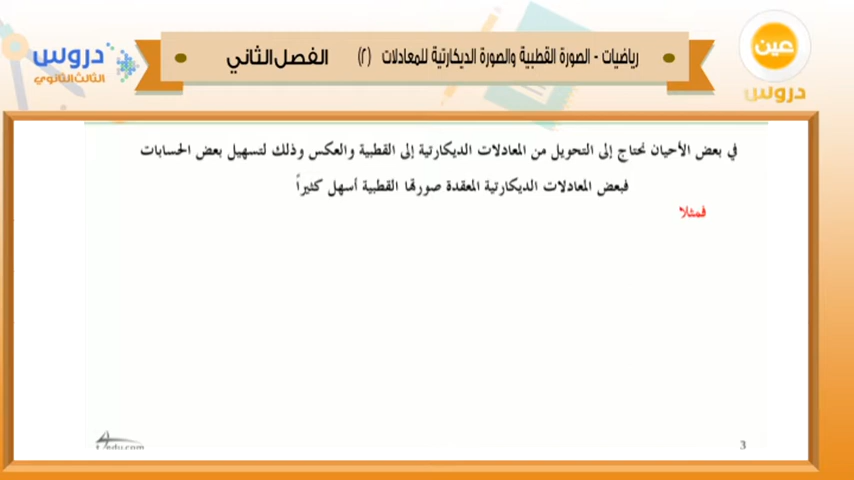 رياضيات - الصورة القطبية والصورة الديكارتية للمعادلات (٢) الفصل الثاني
عين
دروس
دروس
الثالث الثانوي
في بعض الأحيان نحتاج إلى التحويل من المعادلات الديكارتية إلى القطبية والعكس وذلك لتسهيل بعض الحسابات
فبعض المعادلات الديكارتية المعقدة صورتها القطبية أسهل كثيراً
فمثلا
3